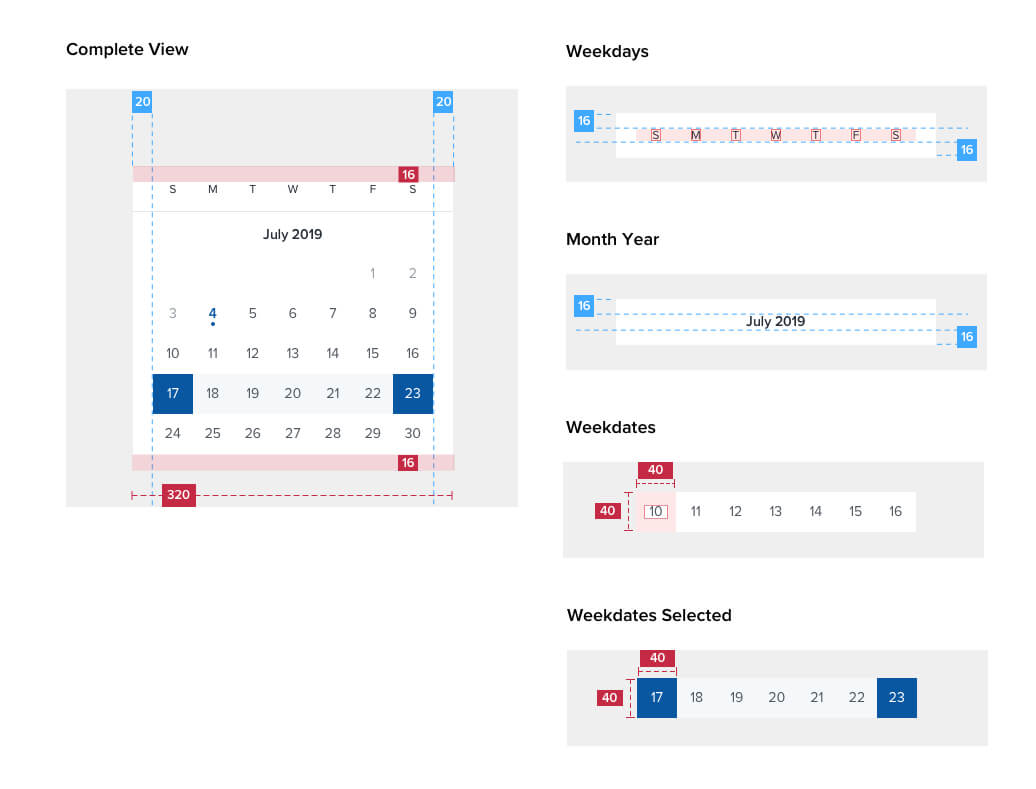 Complete View
20 20
16
S M T W T F S
July 2019
1 2
3 4 5 6 7 8 9
10 11 12 13 14 15 16
17 18 19 20 21 22 23
24 25 26 27 28 29 30
16
320
Weekdays
16
S M T W T F S
16
Month Year
16
July 2019
16
Weekdates
40
40 10 11 12 13 14 15 16
Weekdates Selected
40
40 17 18 19 20 21 22 23